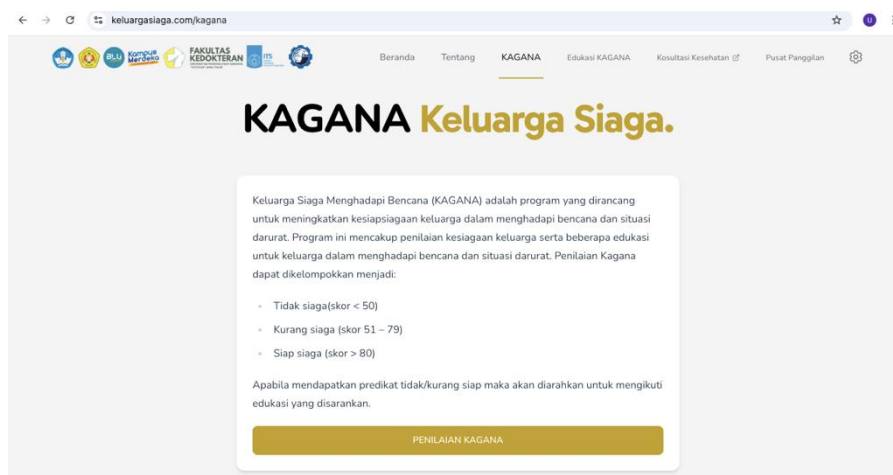 keluargasiaga.com/kagana
U
BLU Kampus Merdeka FAKULTAS KEDOKTERAN ITS
Beranda Tentang KAGANA Edukasi KAGANA Kosultasi Kesehatan Pusat Panggilan
KAGANA Keluarga Siaga.
Keluarga Siaga Menghadapi Bencana (KAGANA) adalah program yang dirancang
untuk meningkatkan kesiapsiagaan keluarga dalam menghadapi bencana dan situasi
darurat. Program ini mencakup penilaian kesiagaan keluarga serta beberapa edukasi
untuk keluarga dalam menghadapi bencana dan situasi darurat. Penilaian Kagana
dapat dikelompokkan menjadi:
Tidak siaga(skor < 50)
Kurang siaga (skor 51 – 79)
Siap siaga (skor > 80)
Apabila mendapatkan predikat tidak/kurang siap maka akan diarahkan untuk mengikuti
edukasi yang disarankan.
PENILAIAN KAGANA